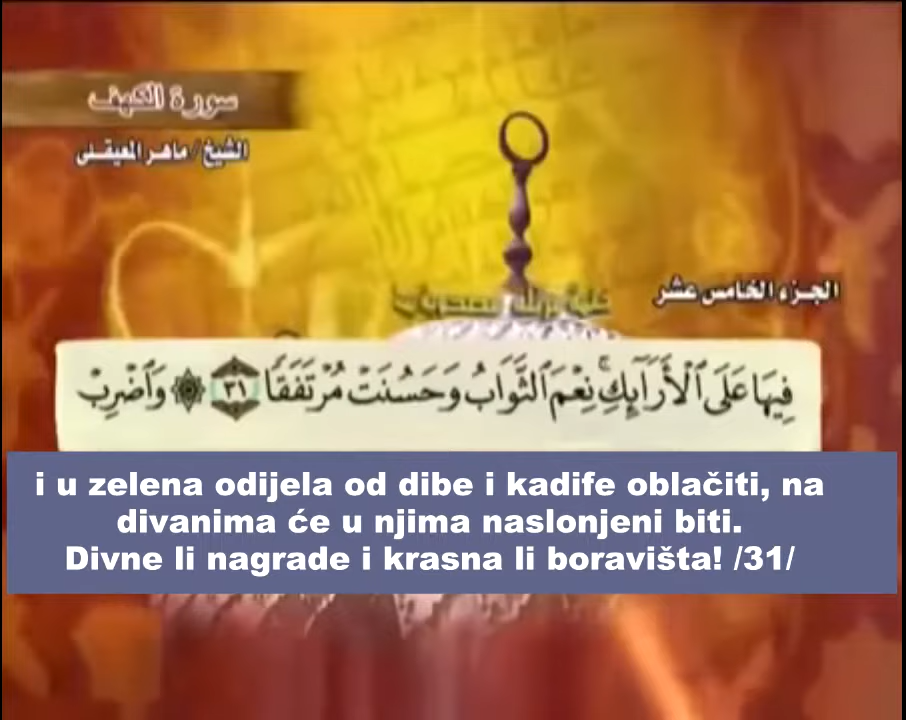 سورة الكهف
الشيخ / ماهر المعيقلي
الجزء الخامس عشر
فِيهَا عَلَى ٱلْأَرَآئِكِ ۚ نِعْمَ ٱلثَّوَابُ وَحَسُنَتْ مُرْتَفَقًا ٣١ ۞ وَٱضْرِبْ
i u zelena odijela od dibe i kadife oblačiti, na
divanima će u njima naslonjeni biti.
Divne li nagrade i krasna li boravišta! /31/